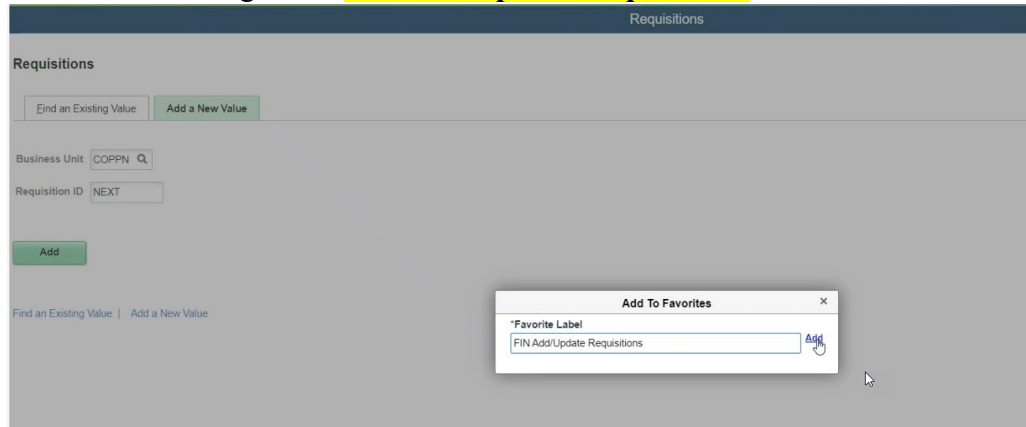 Requisitions
Requisitions
Find an Existing Value
Add a New Value
Business Unit COPPN
Requisition ID NEXT
Add
Find an Existing Value | Add a New Value
Add To Favorites ×
*Favorite Label
FIN Add/Update Requisitions Add